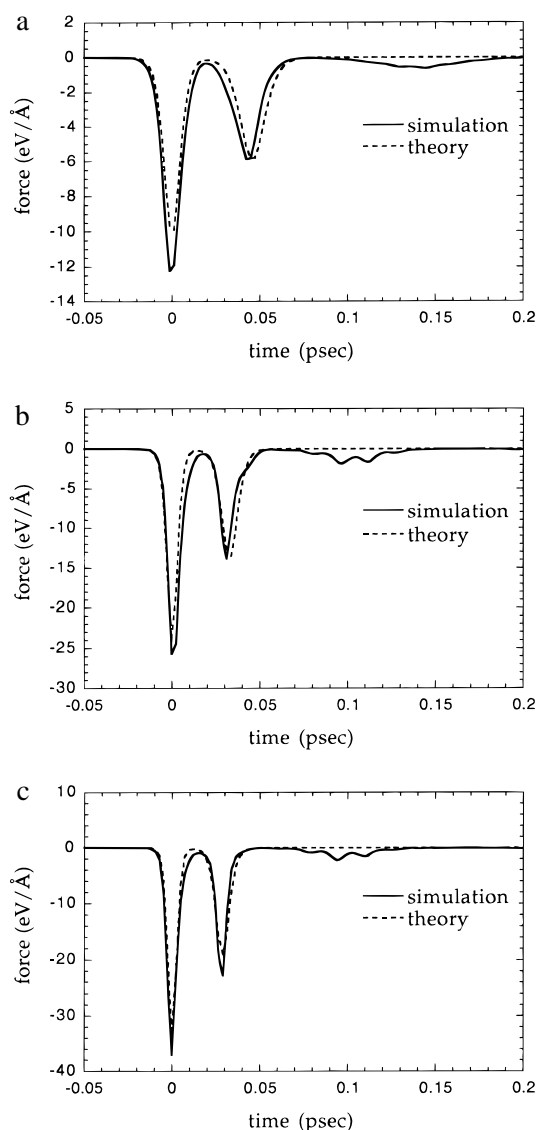 a
0
-2
-4
-6
-8
-10
-12
-14
force (eV/Å)
simulation
theory
-0.05
0
0.05
0.1
0.15
0.2
time (psec)
b
5
0
-5
-10
-15
-20
-25
-30
force (eV/Å)
simulation
theory
-0.05
0
0.05
0.1
0.15
0.2
time (psec)
c
10
0
-10
-20
-30
-40
force (eV/Å)
simulation
theory
-0.05
0
0.05
0.1
0.15
0.2
time (psec)